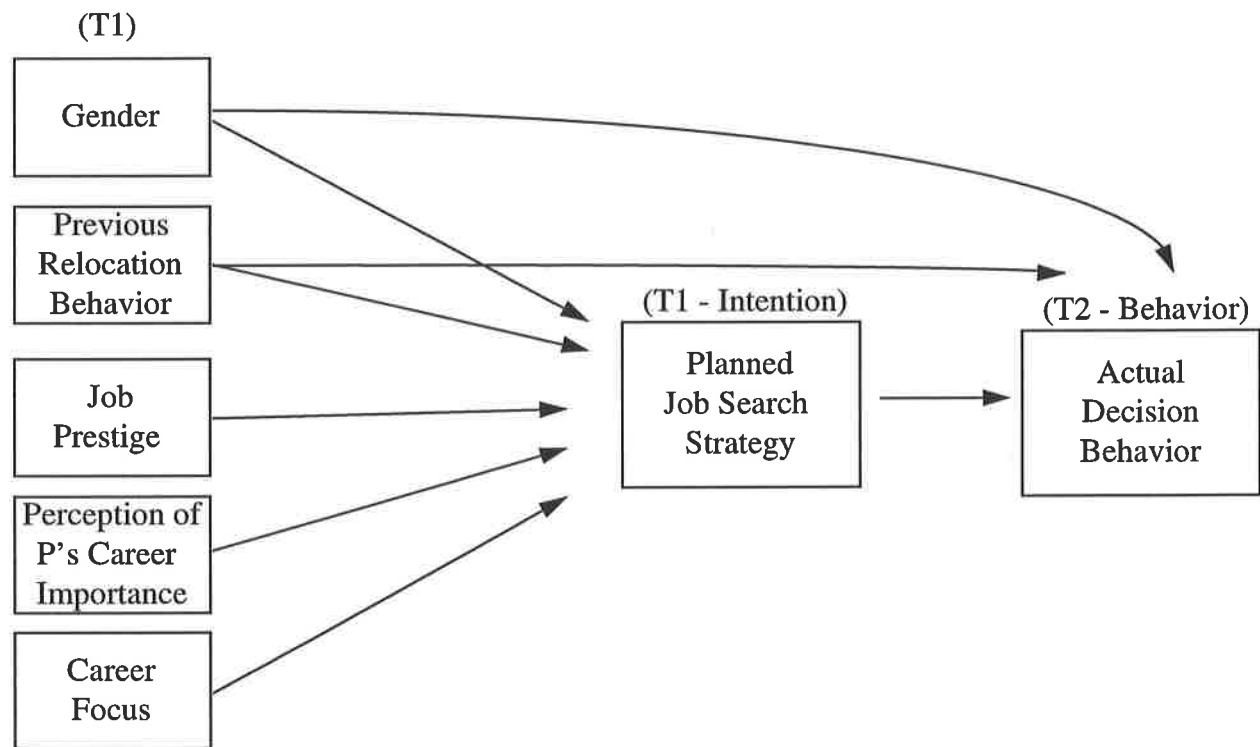 (T1)
Gender
Previous
Relocation
Behavior
Job
Prestige
Perception of
P's Career
Importance
Career
Focus
(T1 - Intention)
Planned
Job Search
Strategy
(T2 - Behavior)
Actual
Decision
Behavior